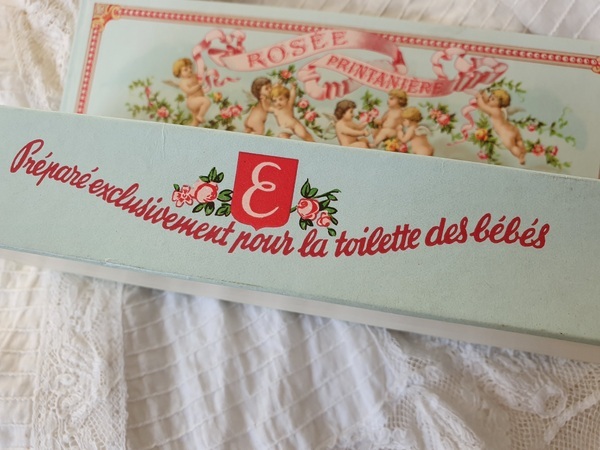 ROSÉE
PRINTANIÈRE
E
Préparé exclusivement pour la toilette des bébés